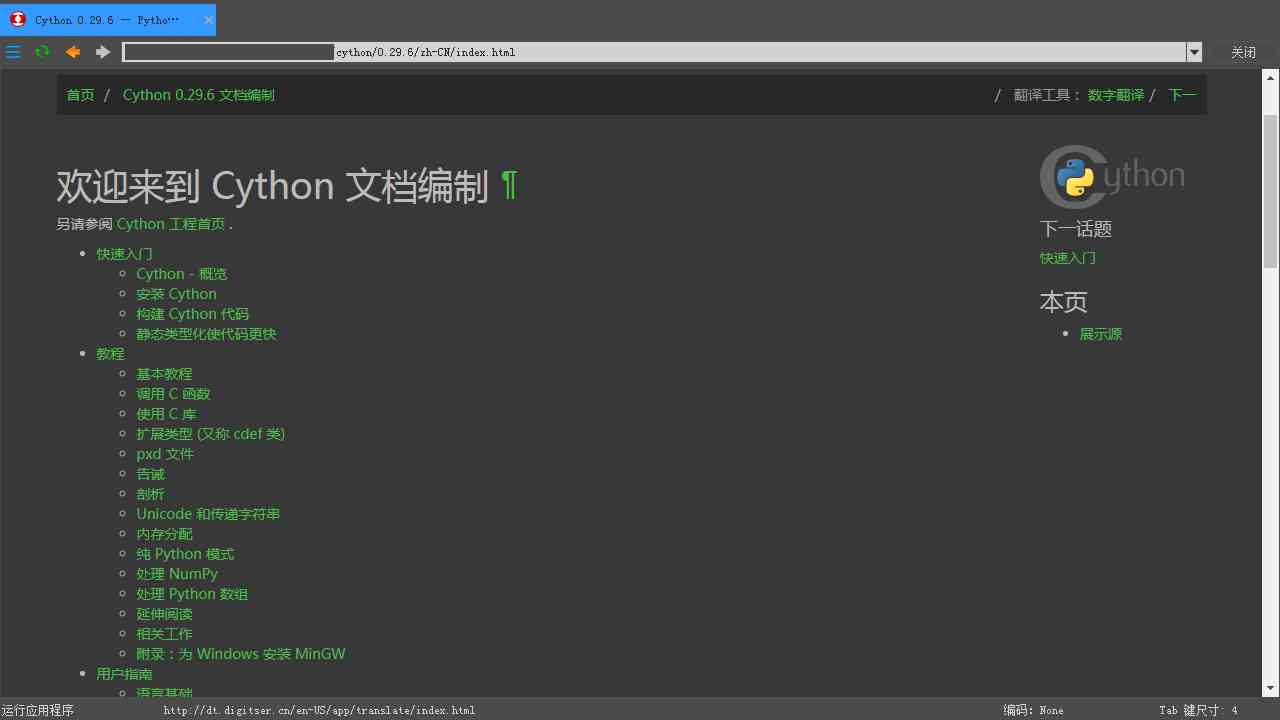 Cython 0.29.6 — Pytho…
cython/0.29.6/zh-CN/index.html
关闭
首页 / Cython 0.29.6 文档编制
/ 翻译工具： 数字翻译 / 下一
欢迎来到 Cython 文档编制 ¶
另请参阅 Cython 工程首页 .
快速入门
Cython - 概览
安装 Cython
构建 Cython 代码
静态类型化使代码更快
教程
基本教程
调用 C 函数
使用 C 库
扩展类型 (又称 cdef 类)
pxd 文件
告诫
剖析
Unicode 和传递字符串
内存分配
纯 Python 模式
处理 NumPy
处理 Python 数组
延伸阅读
相关工作
附录：为 Windows 安装 MinGW
用户指南
语言基础
Cython
下一话题
快速入门
本页
展示源
运行应用程序
http://dt.digitser.cn/en-US/app/translate/index.html
编码: None
Tab 键尺寸: 4